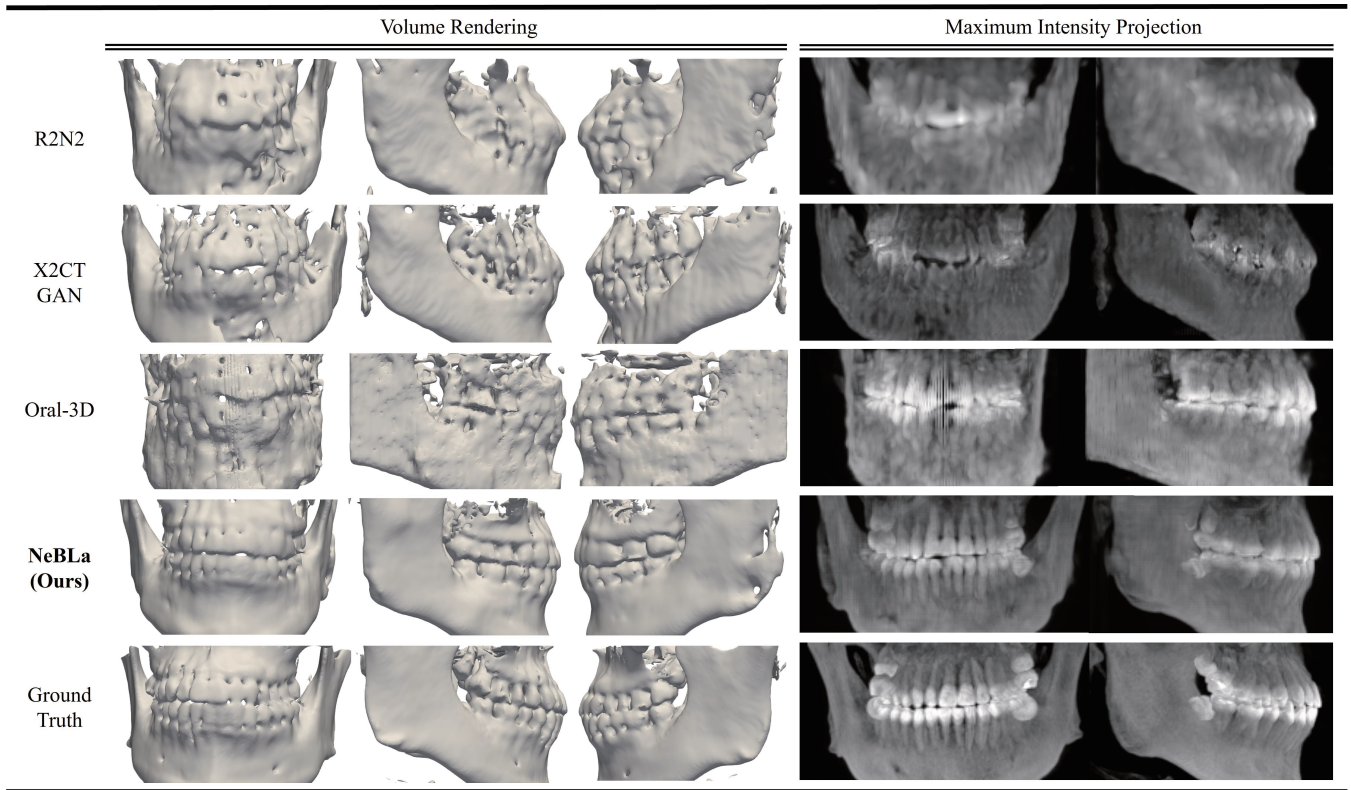 Volume Rendering
Maximum Intensity Projection
R2N2
X2CT
GAN
Oral-3D
NeBLa
(Ours)
Ground
Truth